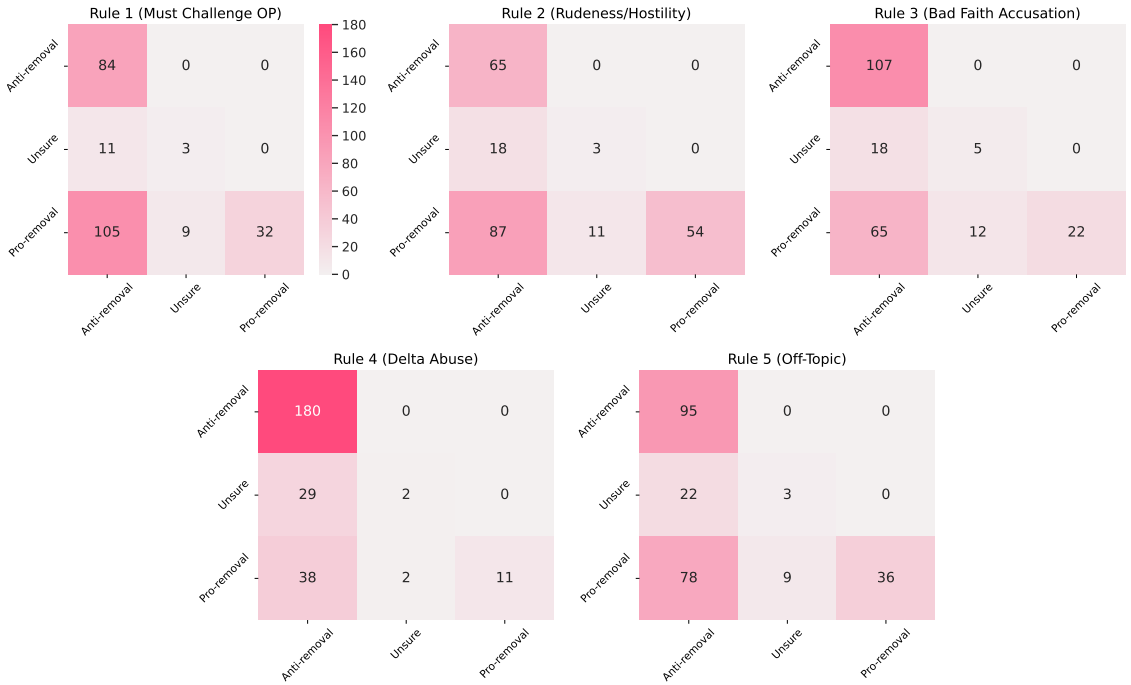 Rule 1 (Must Challenge OP)
Anti-removal
84 0 0
Unsure
11 3 0
Pro-removal
105 9 32
Anti-removal
Unsure
Pro-removal
180
160
140
120
100
80
60
40
20
0
Rule 2 (Rudeness/Hostility)
Anti-removal
65 0 0
Unsure
18 3 0
Pro-removal
87 11 54
Anti-removal
Unsure
Pro-removal
Rule 3 (Bad Faith Accusation)
Anti-removal
107 0 0
Unsure
18 5 0
Pro-removal
65 12 22
Anti-removal
Unsure
Pro-removal
Rule 4 (Delta Abuse)
Anti-removal
180 0 0
Unsure
29 2 0
Pro-removal
38 2 11
Anti-removal
Unsure
Pro-removal
Rule 5 (Off-Topic)
Anti-removal
95 0 0
Unsure
22 3 0
Pro-removal
78 9 36
Anti-removal
Unsure
Pro-removal